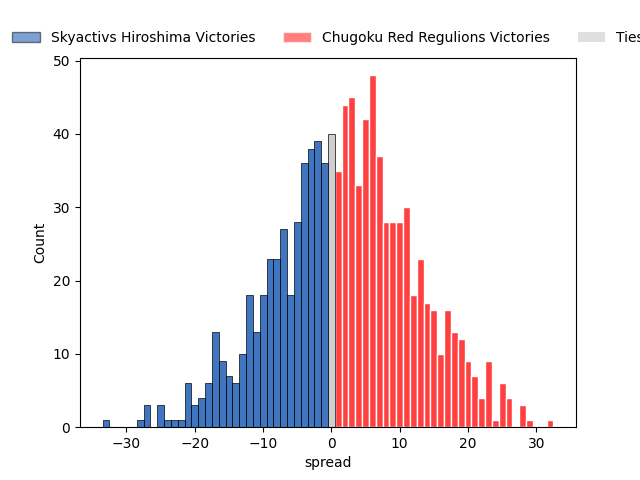 Skyactivs Hiroshima Victories Chugoku Red Regulions Victories Ties
50
40
30
20
10
0
Count
−30 −20 −10 0 10 20 30
spread